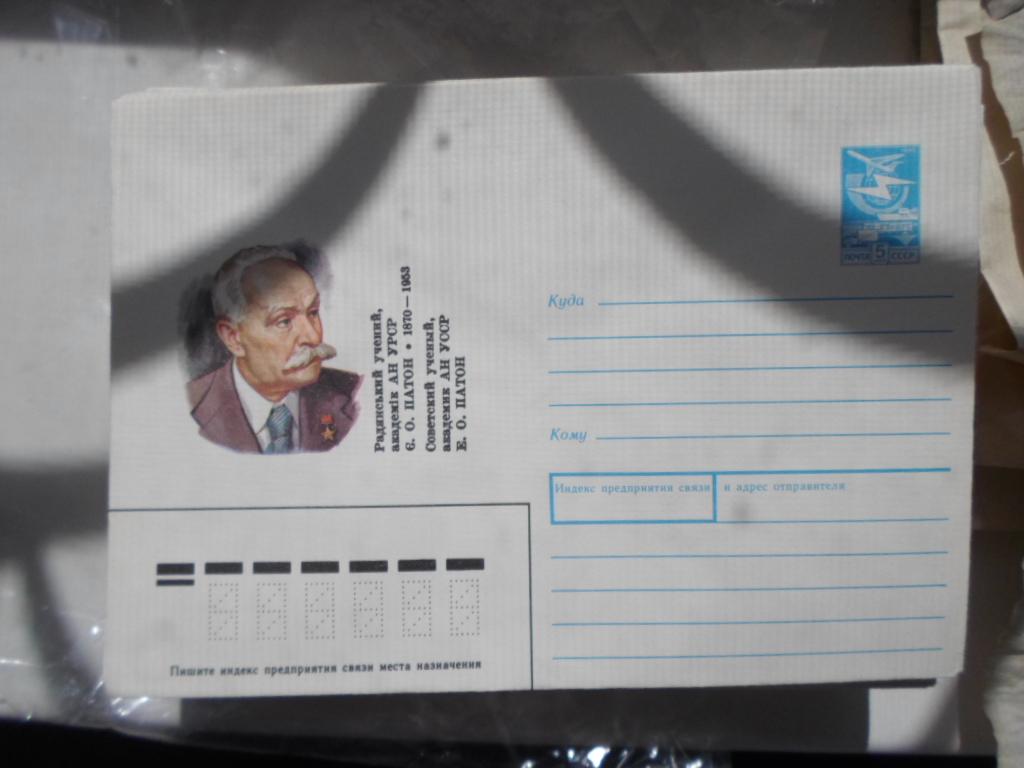 Радянський учений,
академік АН УРСР
Є. О. ПАТОН • 1870—1953
Советский ученый,
академик АН УССР
Е. О. ПАТОН
ПОЧТА 5 СССР
Куда
Кому
Индекс предприятия связи и адрес отправителя
Пишите индекс предприятия связи места назначения